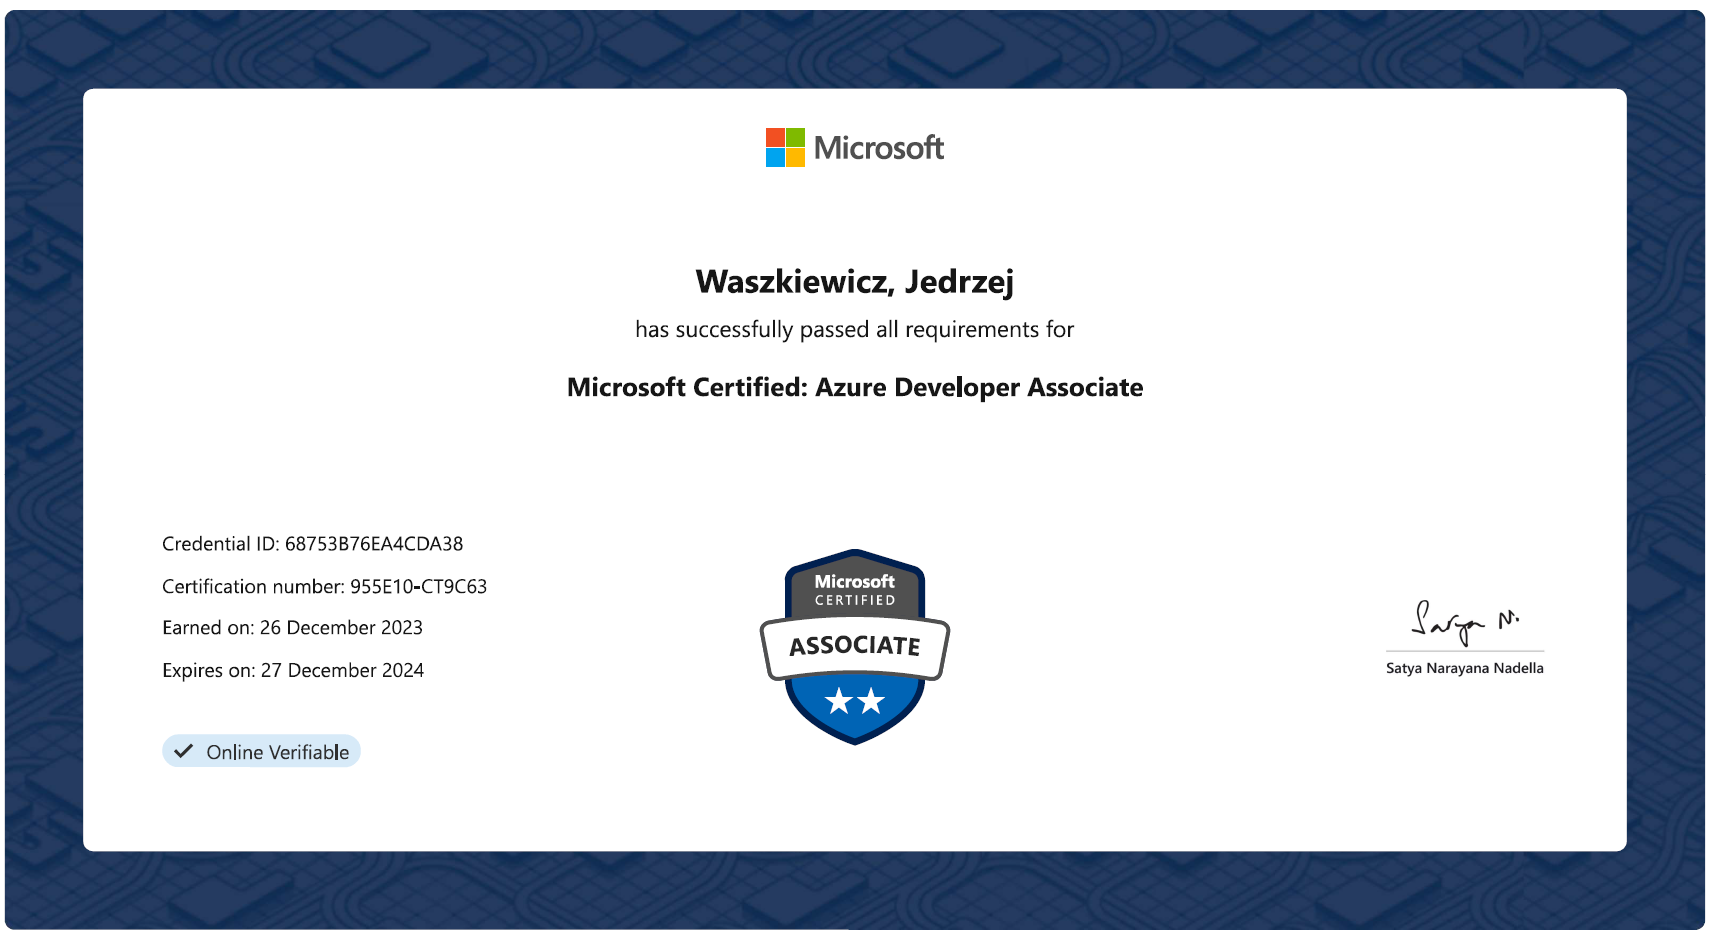 Microsoft
Waszkiewicz, Jedrzej
has successfully passed all requirements for
Microsoft Certified: Azure Developer Associate
Credential ID: 68753B76EA4CDA38
Certification number: 955E10-CT9C63
Earned on: 26 December 2023
Expires on: 27 December 2024
Online Verifiable
Microsoft
CERTIFIED
ASSOCIATE
Satya N.
Satya Narayana Nadella